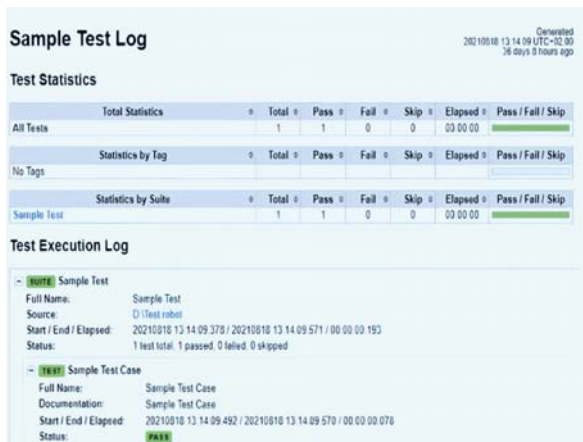 Sample Test Log
Generated
20210818 13:14:09 UTC+02:00
36 days 8 hours ago
Test Statistics
Total Statistics Total Pass Fail Skip Elapsed Pass / Fail / Skip
All Tests 1 1 0 0 00:00:00
Statistics by Tag Total Pass Fail Skip Elapsed Pass / Fail / Skip
No Tags
Statistics by Suite Total Pass Fail Skip Elapsed Pass / Fail / Skip
Sample Test 1 1 0 0 00:00:00
Test Execution Log
- SUITE Sample Test
Full Name: Sample Test
Source: D:\Test.robot
Start / End / Elapsed: 20210818 13:14:09.378 / 20210818 13:14:09.571 / 00:00:00.193
Status: 1 test total, 1 passed, 0 failed, 0 skipped
- TEST Sample Test Case
Full Name: Sample Test Case
Documentation: Sample Test Case
Start / End / Elapsed: 20210818 13:14:09.492 / 20210818 13:14:09.570 / 00:00:00.078
Status: PASS